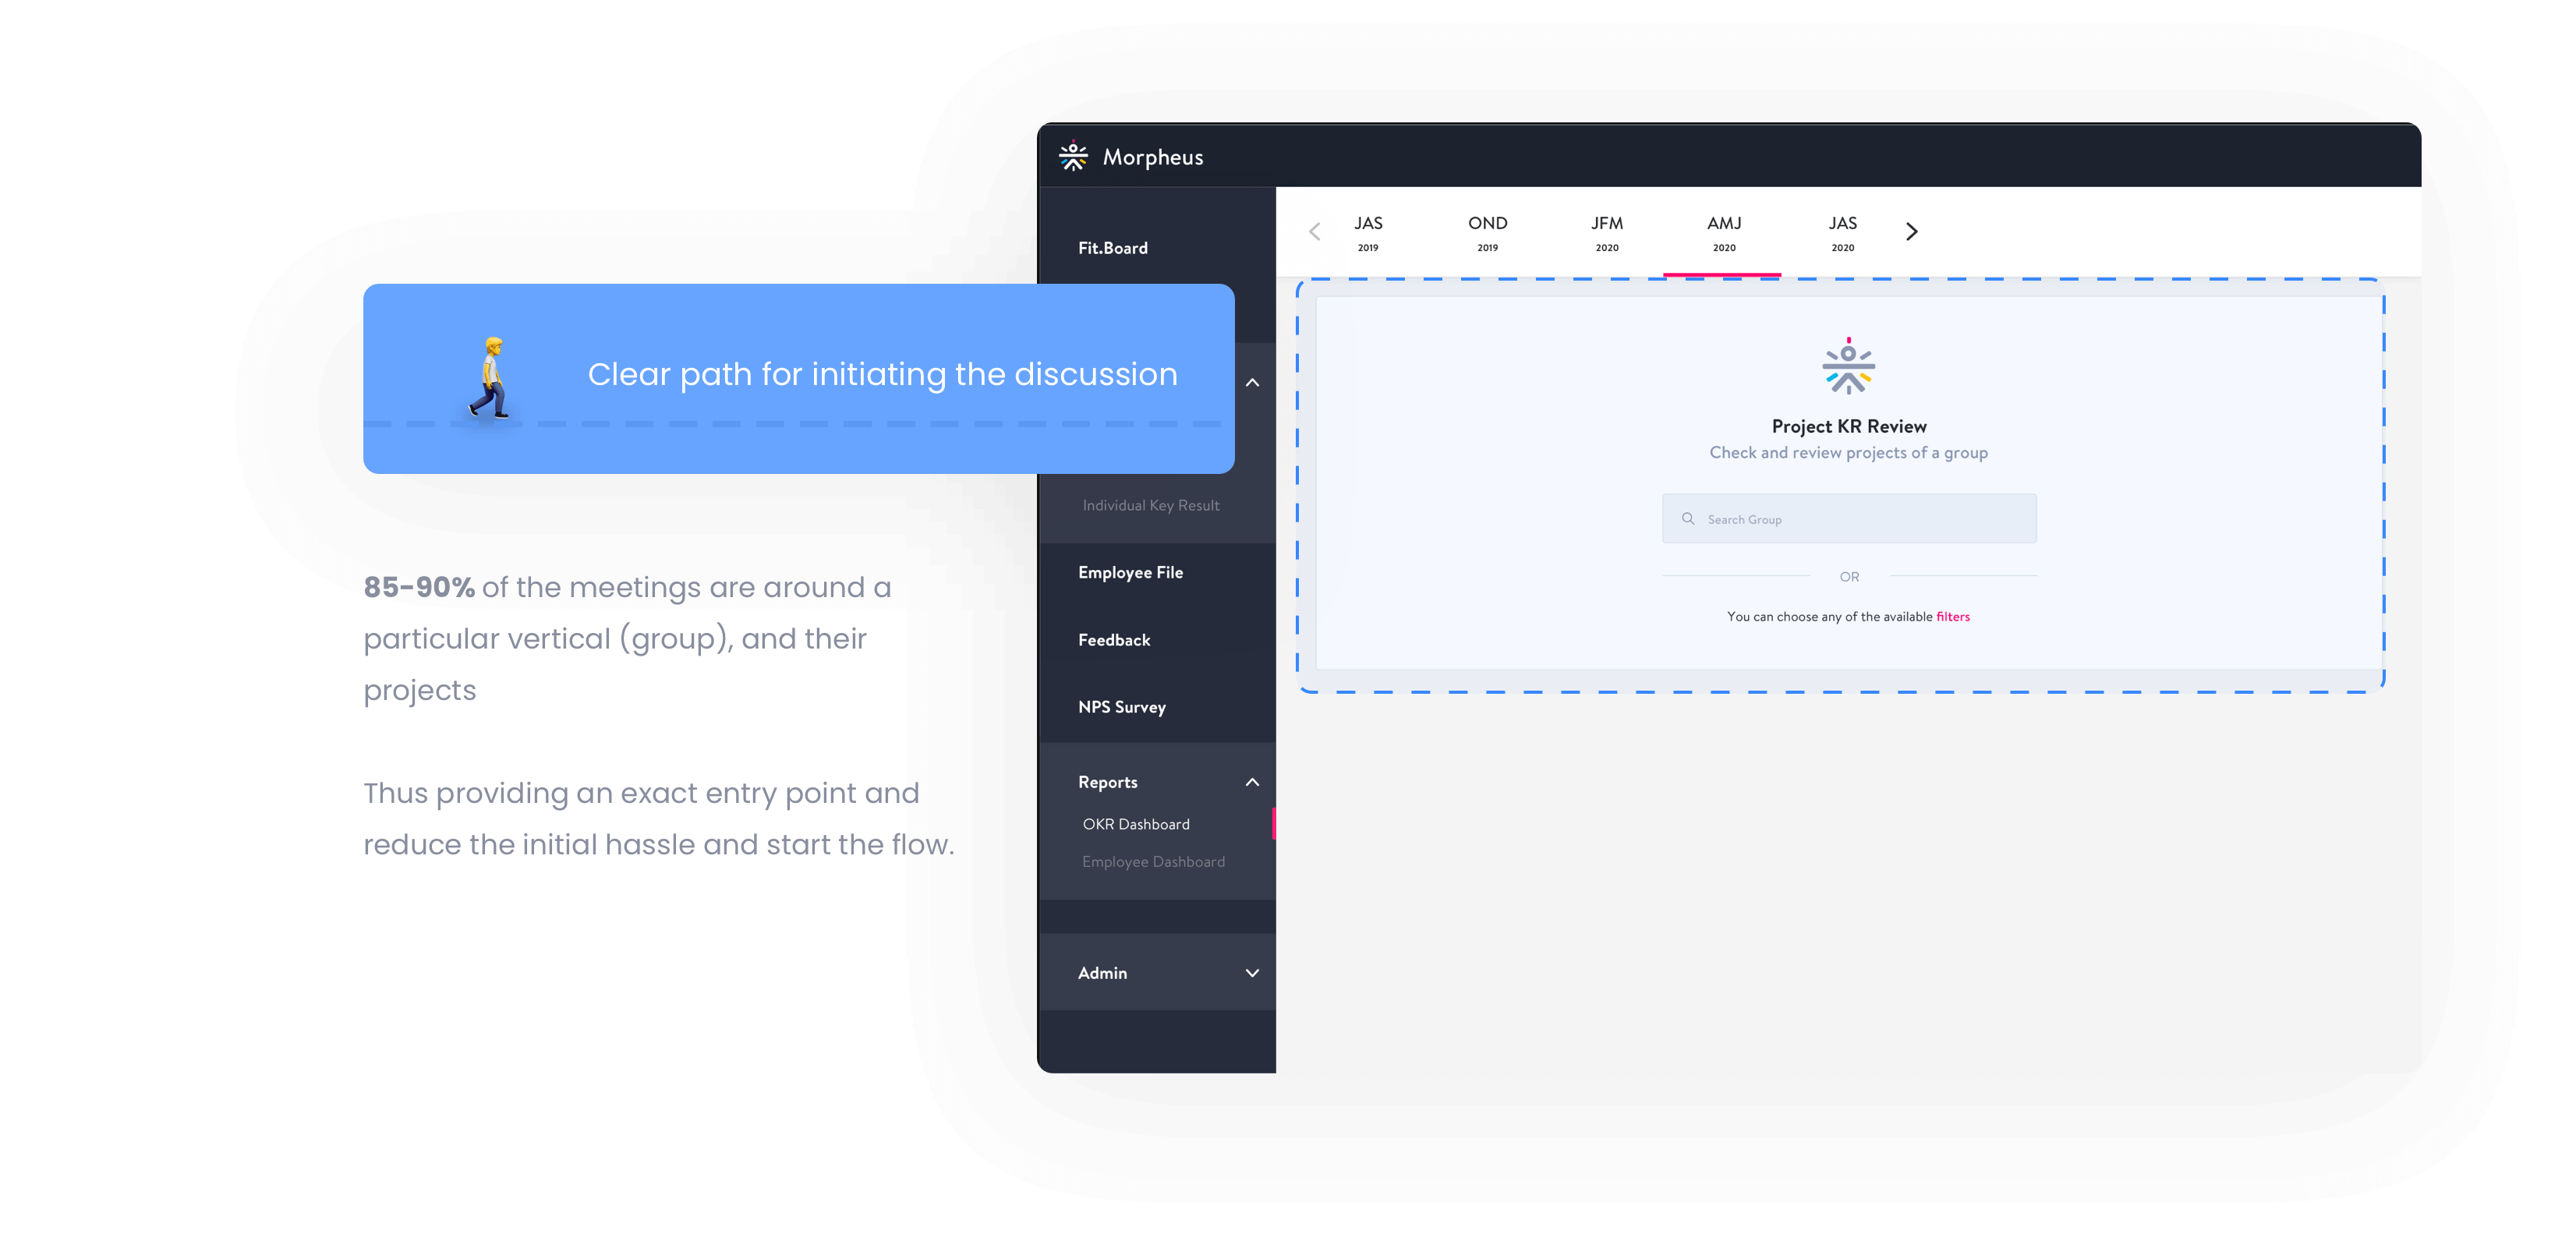 Morpheus
JAS
OND
JFM
AMJ
JAS
2019
2019
2020
2020
2020
Fit.Board
Clear path for initiating the discussion
Individual Key Result
Employee File
Feedback
NPS Survey
Reports
OKR Dashboard
Employee Dashboard
Admin
Project KR Review
Check and review projects of a group
Search Group
OR
You can choose any of the available filters
85-90% of the meetings are around a
particular vertical (group), and their
projects
Thus providing an exact entry point and
reduce the initial hassle and start the flow.